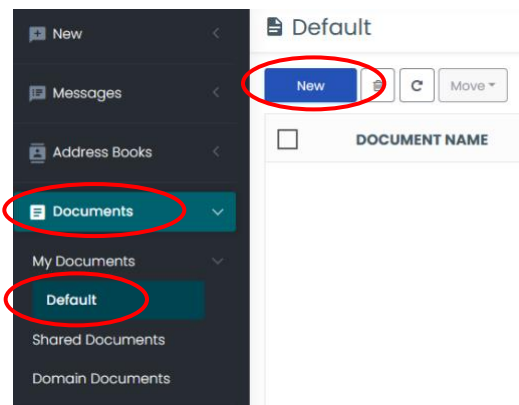 New
Messages
Address Books
Documents
My Documents
Default
Shared Documents
Domain Documents
Default
New
Move
DOCUMENT NAME